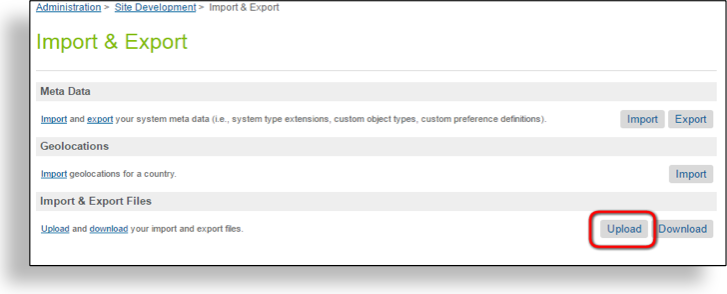 Administration > Site Development > Import & Export
Import & Export
Meta Data
Import and export your system meta data (i.e., system type extensions, custom object types, custom preference definitions). Import Export
Geolocations
Import geolocations for a country. Import
Import & Export Files
Upload and download your import and export files. Upload Download